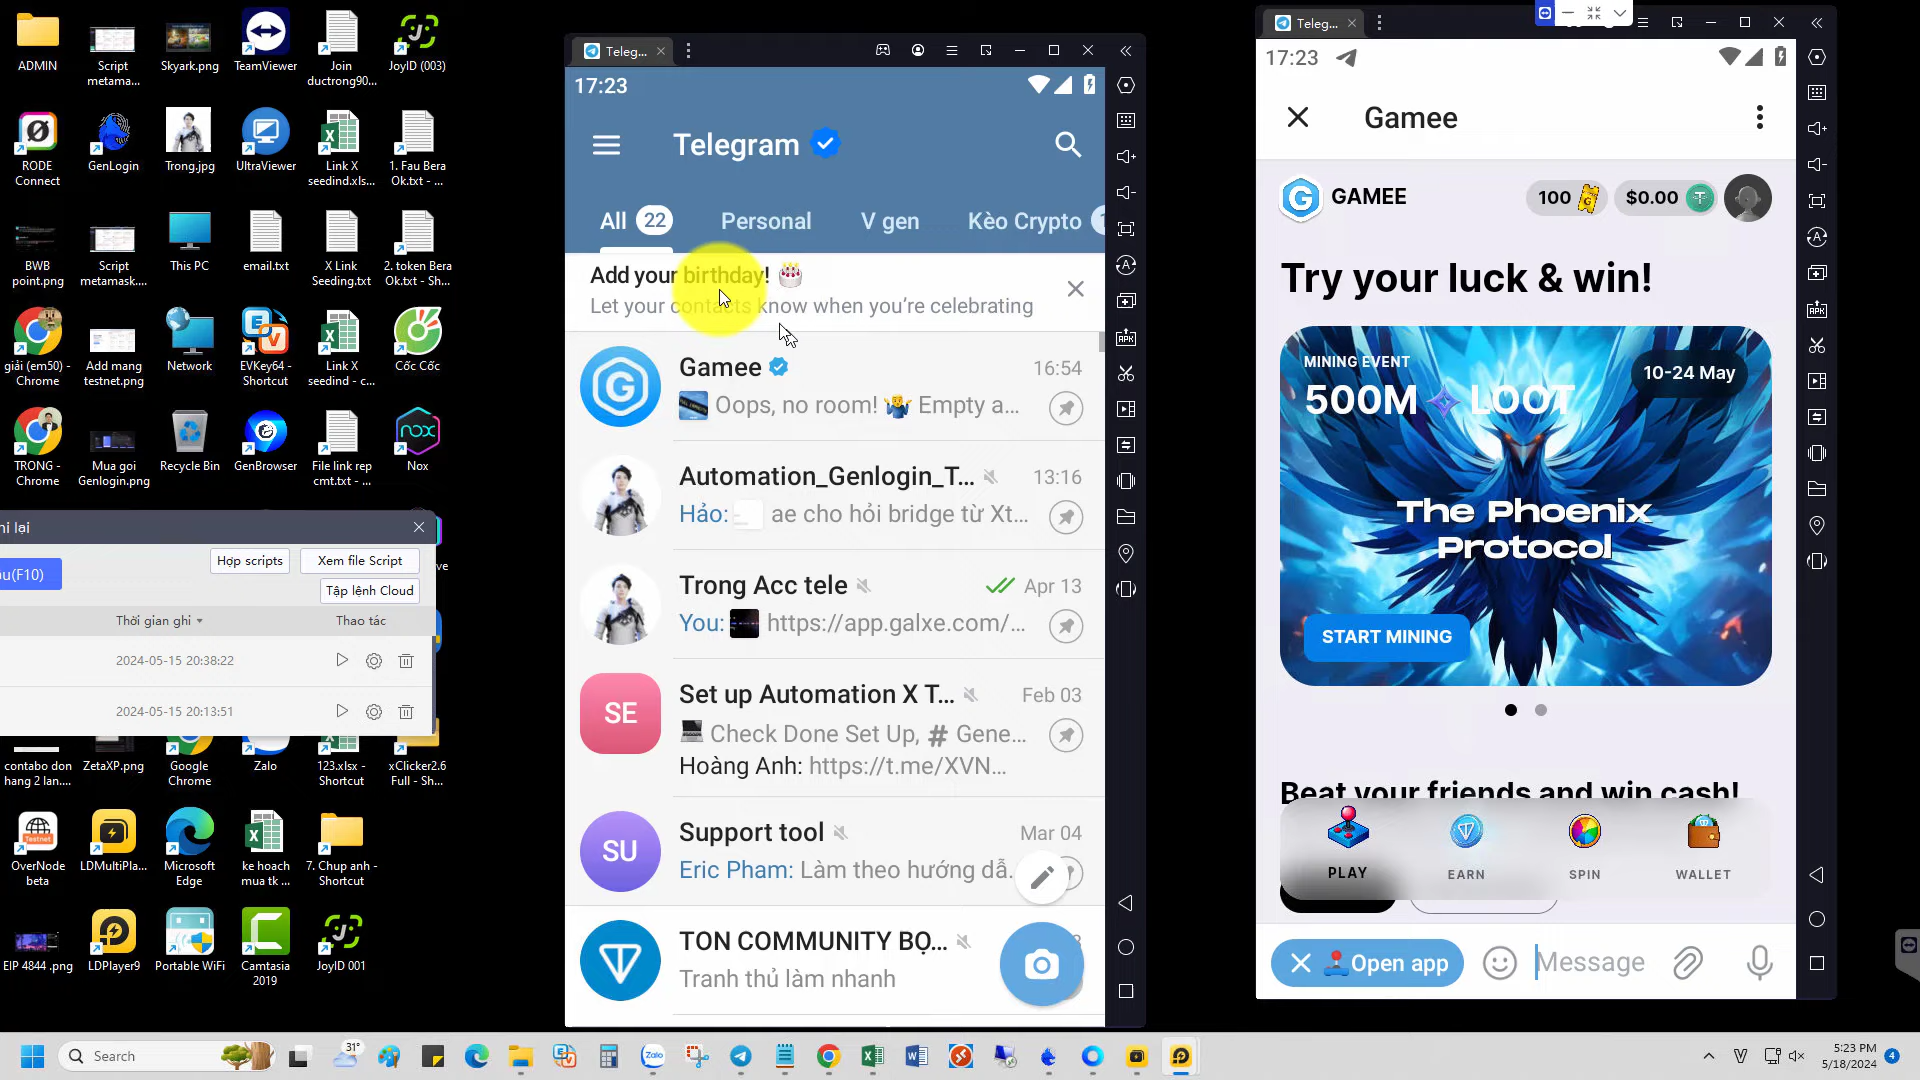 ADMIN
Script
metama...
Skyark.png
TeamViewer
Join
ductrong90...
JoyID (003)
RODE
Connect
GenLogin
Trong.jpg
UltraViewer
Link X
seedind.xls...
1. Fau Bera
Ok.txt - ...
BWB
point.png
Script
metamask....
This PC
email.txt
X Link
Seeding.txt
2. token Bera
Ok.txt - ...
giải (em50) -
Chrome
Add mang
testnet.png
Network
EVKey64 -
Shortcut
Link X
seedind - c...
Cốc Cốc
TRONG -
Chrome
Mua goi
Genlogin.png
Recycle Bin
GenBrowser
File link rep
cmt.txt - ...
Nox
hi lại
Hợp scripts
Xem file Script
u(F10)
Tập lệnh Cloud
Thời gian ghi
Thao tác
2024-05-15 20:38:22
2024-05-15 20:13:51
contabo don
hang 2 lan....
ZetaXP.png
Google
Chrome
Zalo
123.xlsx -
Shortcut
xClicker2.6
Full - Sh...
OverNode
beta
LDMultiPla...
Microsoft
Edge
ke hoach
mua tk ...
7. Chup anh -
Shortcut
EIP 4844 .png
LDPlayer9
Portable WiFi
Camtasia
2019
JoyID 001
Teleg...
17:23
Telegram
All 22
Personal
V gen
Kèo Crypto
Add your birthday! 🎂
Let your contacts know when you're celebrating
Gamee
16:54
Oops, no room! 🤷‍♂️ Empty a...
Automation_Genlogin_T...
13:16
Hảo: ae cho hỏi bridge từ Xt...
Trong Acc tele
Apr 13
You: https://app.galxe.com/...
SE
Set up Automation X T...
Feb 03
Check Done Set Up, # Gene...
Hoàng Anh: https://t.me/XVN...
SU
Support tool
Mar 04
Eric Pham: Làm theo hướng dẫ...
TON COMMUNITY BỌ...
Tranh thủ làm nhanh
Teleg...
17:23
Gamee
GAMEE
100
$0.00
Try your luck & win!
MINING EVENT
500M LOOT
10-24 May
The Phoenix
Protocol
START MINING
Beat your friends and win cash!
PLAY
EARN
SPIN
WALLET
🕹️Open app
Message
Search
31°
Zalo
V
5:23 PM
5/18/2024
4